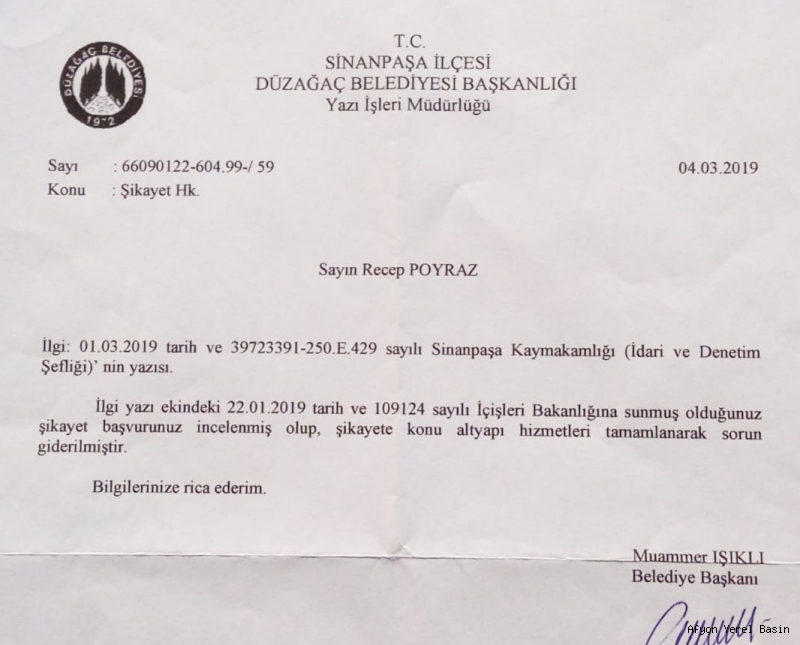 DÜZAĞAÇ BELEDİYESİ
1972
T.C.
SİNANPAŞA İLÇESİ
DÜZAĞAÇ BELEDİYESİ BAŞKANLIĞI
Yazı İşleri Müdürlüğü
Sayı : 66090122-604.99-/ 59
04.03.2019
Konu : Şikayet Hk.
Sayın Recep POYRAZ
İlgi: 01.03.2019 tarih ve 39723391-250.E.429 sayılı Sinanpaşa Kaymakamlığı (İdari ve Denetim
Şefliği)’ nin yazısı.
İlgi yazı ekindeki 22.01.2019 tarih ve 109124 sayılı İçişleri Bakanlığına sunmuş olduğunuz
şikayet başvurunuz incelenmiş olup, şikayete konu altyapı hizmetleri tamamlanarak sorun
giderilmiştir.
Bilgilerinize rica ederim.
Muammer IŞIKLI
Belediye Başkanı
Afyon Yerel Basin